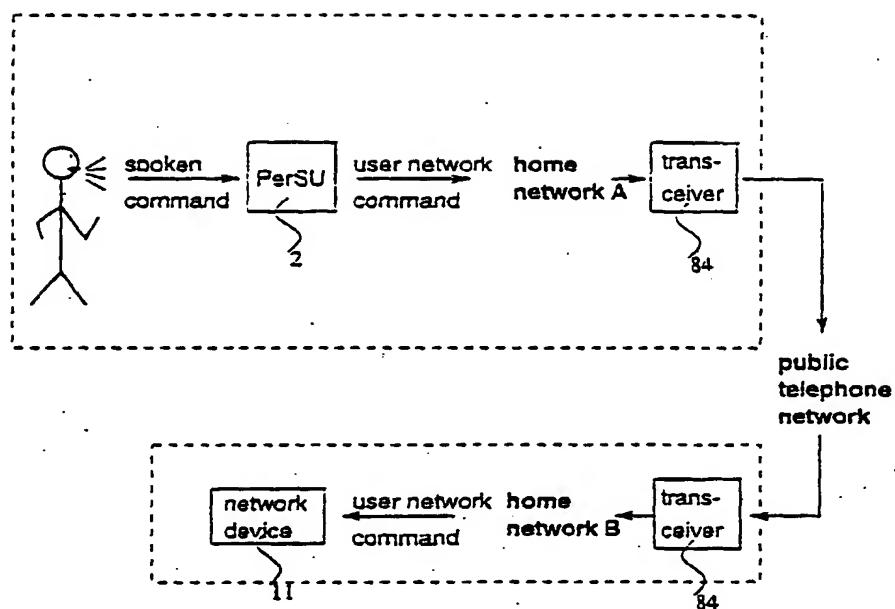 spoken
command
PerSU
2
user network
command
home
network A
trans-
ceiver
84
public
telephone
network
network
device
11
user network
command
home
network B
trans-
ceiver
84